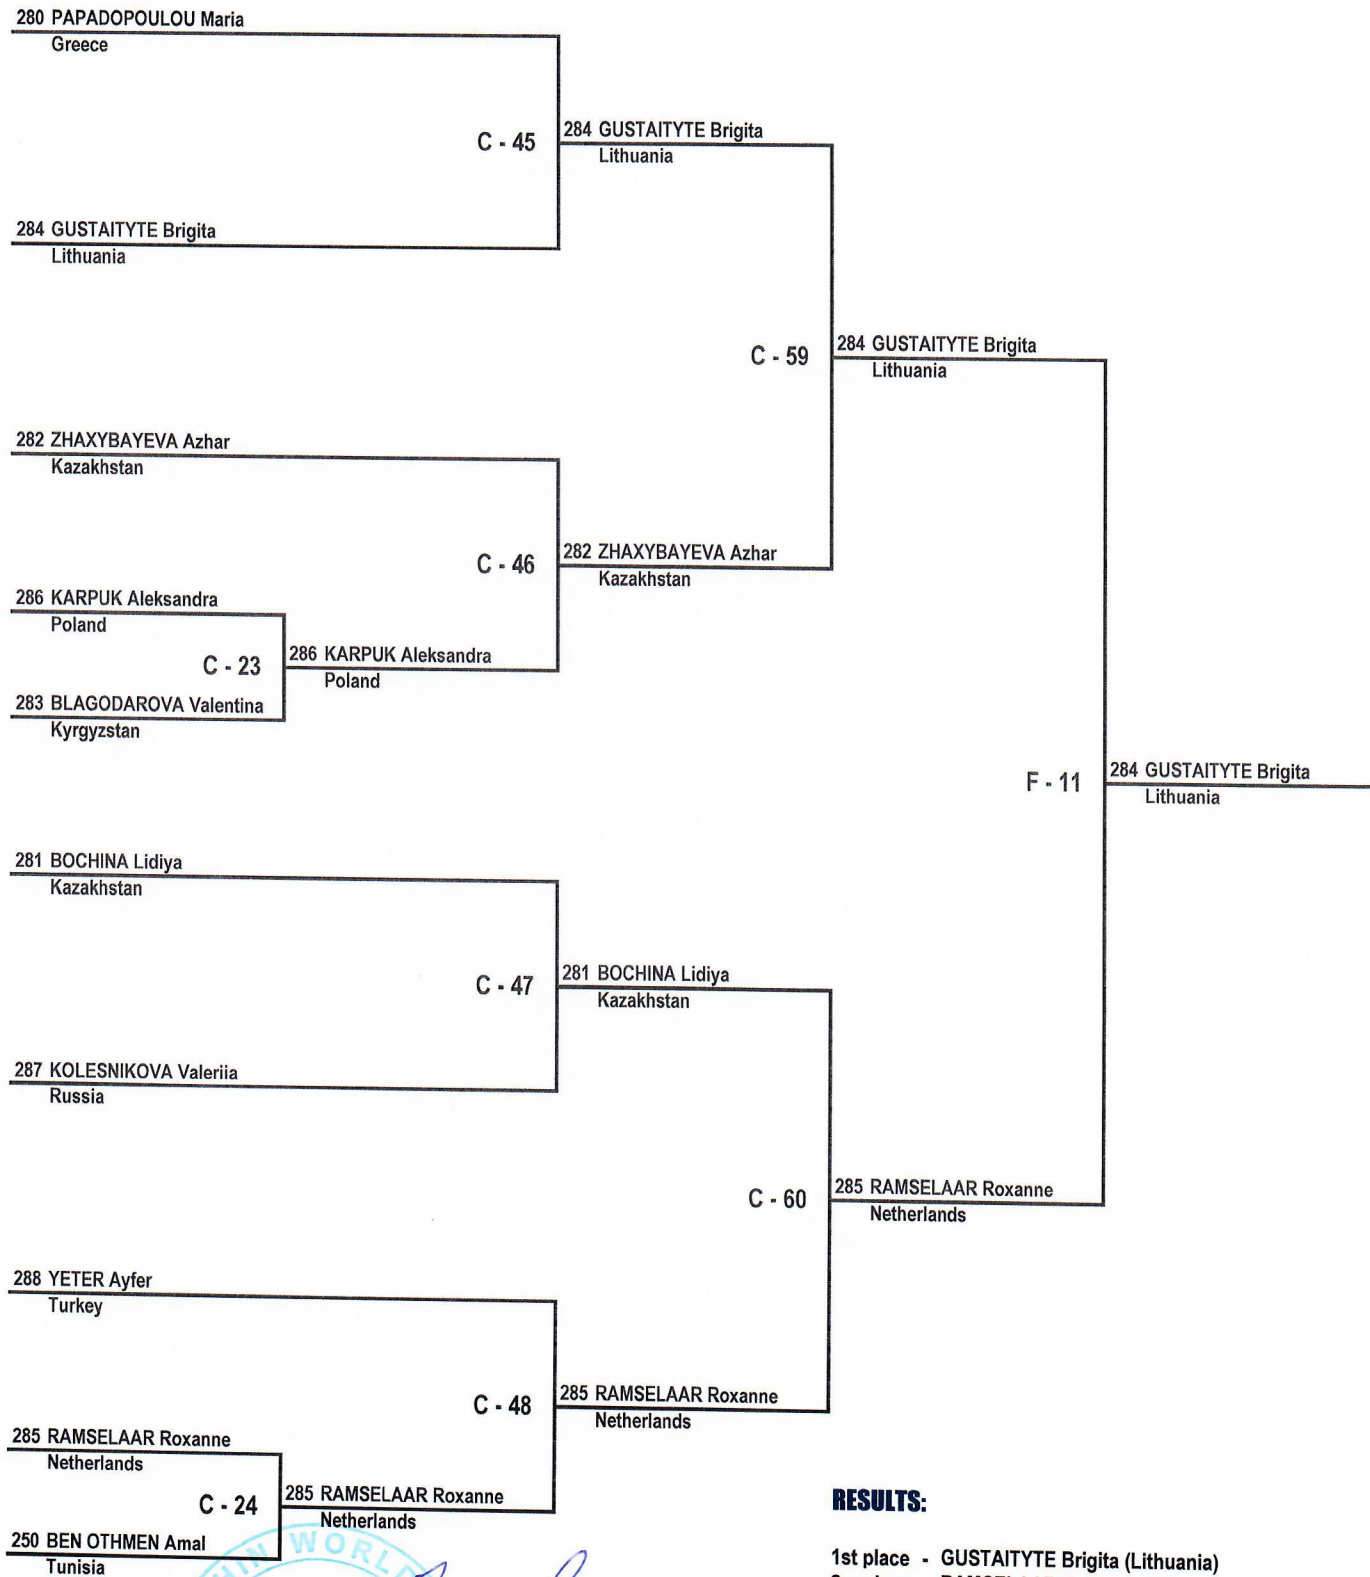 280 PAPADOPOULOU Maria
Greece
C - 45
284 GUSTAITYTE Brigita
Lithuania
284 GUSTAITYTE Brigita
Lithuania
C - 59
284 GUSTAITYTE Brigita
Lithuania
282 ZHAXYBAYEVA Azhar
Kazakhstan
C - 46
282 ZHAXYBAYEVA Azhar
Kazakhstan
286 KARPUK Aleksandra
Poland
C - 23
286 KARPUK Aleksandra
Poland
283 BLAGODAROVA Valentina
Kyrgyzstan
F - 11
284 GUSTAITYTE Brigita
Lithuania
281 BOCHINA Lidiya
Kazakhstan
C - 47
281 BOCHINA Lidiya
Kazakhstan
287 KOLESNIKOVA Valeriia
Russia
C - 60
285 RAMSELAAR Roxanne
Netherlands
288 YETER Ayfer
Turkey
C - 48
285 RAMSELAAR Roxanne
Netherlands
285 RAMSELAAR Roxanne
Netherlands
C - 24
285 RAMSELAAR Roxanne
Netherlands
250 BEN OTHMEN Amal
Tunisia
RESULTS:
1st place - GUSTAITYTE Brigita (Lithuania)